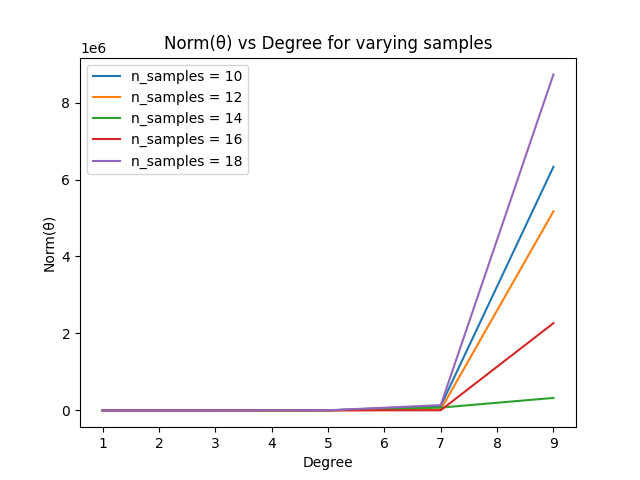 Norm(θ) vs Degree for varying samples
1e6
n_samples = 10
n_samples = 12
n_samples = 14
n_samples = 16
n_samples = 18
8
6
4
2
0
Norm(θ)
1 2 3 4 5 6 7 8 9
Degree